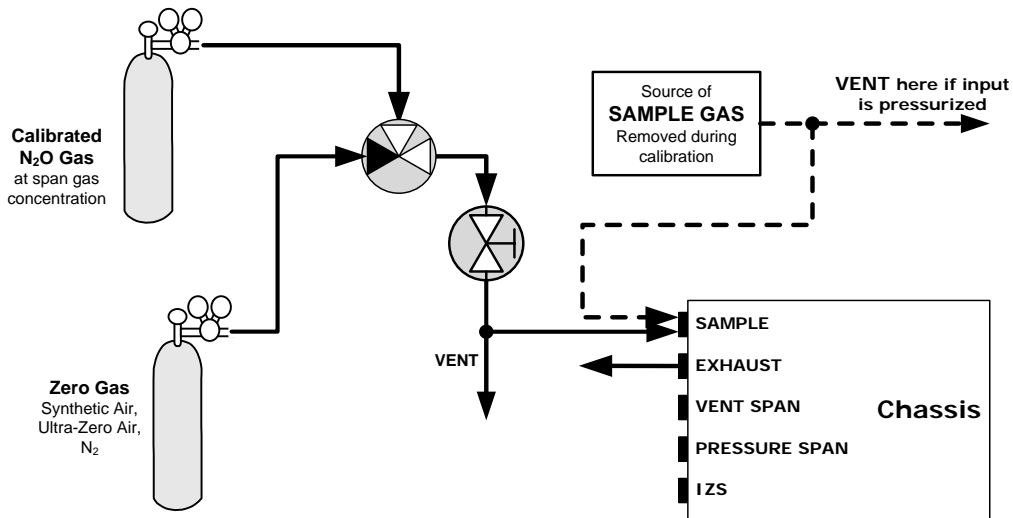 Calibrated
N₂O Gas
at span gas
concentration
Source of
SAMPLE GAS
Removed during
calibration
VENT here if input
is pressurized
Zero Gas
Synthetic Air,
Ultra-Zero Air,
N₂
VENT
SAMPLE
EXHAUST
VENT SPAN
PRESSURE SPAN
IZS
Chassis